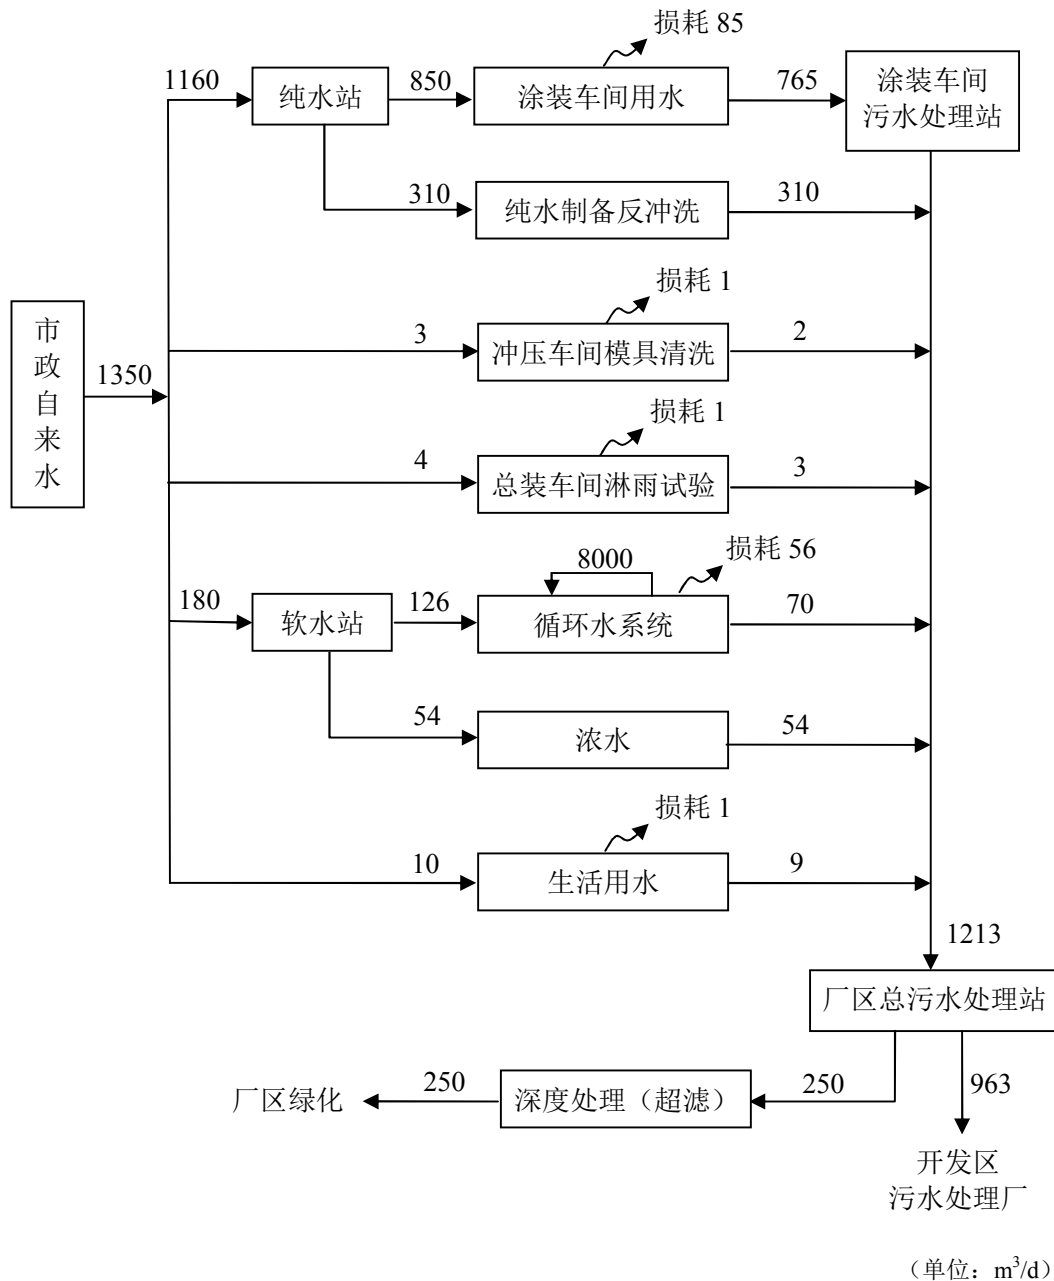 损耗 85
1160
纯水站
850
涂装车间用水
765
涂装车间
污水处理站
310
纯水制备反冲洗
310
损耗 1
3
冲压车间模具清洗
2
市
政
自
来
水
1350
损耗 1
4
总装车间淋雨试验
3
损耗 56
8000
180
软水站
126
循环水系统
70
54
浓水
54
损耗 1
10
生活用水
9
1213
厂区总污水处理站
厂区绿化
250
深度处理（超滤）
250
963
开发区
污水处理厂
（单位：m³/d）